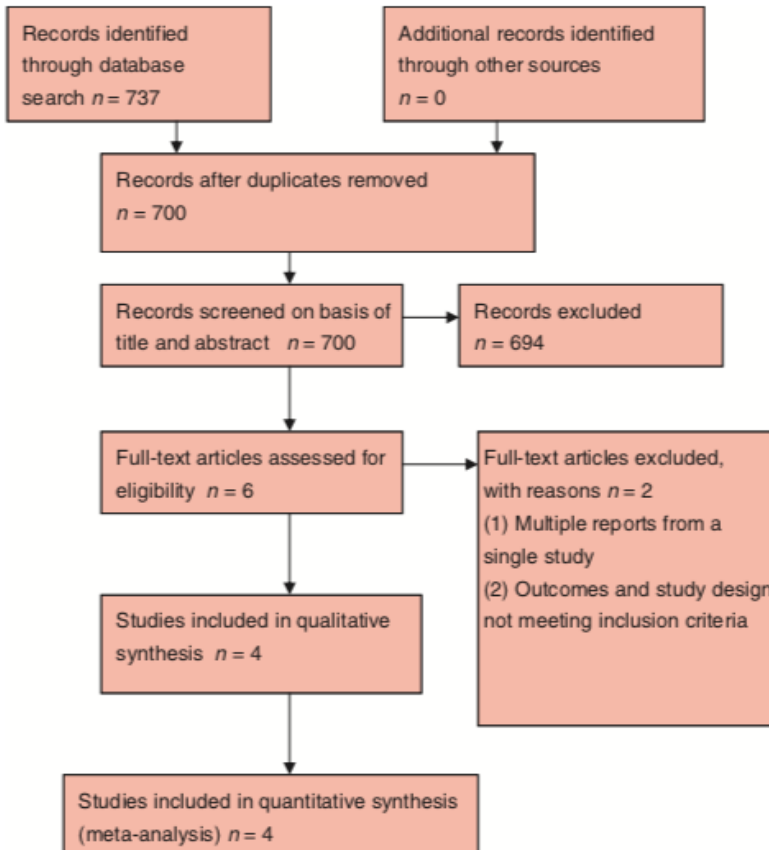 Records identified
through database
search n = 737
Additional records identified
through other sources
n = 0
Records after duplicates removed
n = 700
Records screened on basis of
title and abstract n = 700
Records excluded
n = 694
Full-text articles assessed for
eligibility n = 6
Full-text articles excluded,
with reasons n = 2
(1) Multiple reports from a
single study
(2) Outcomes and study design
not meeting inclusion criteria
Studies included in qualitative
synthesis n = 4
Studies included in quantitative synthesis
(meta-analysis) n = 4